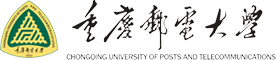 重慶郵電大學
CHONGQING UNIVERSITY OF POSTS AND TELECOMMUNICATIONS